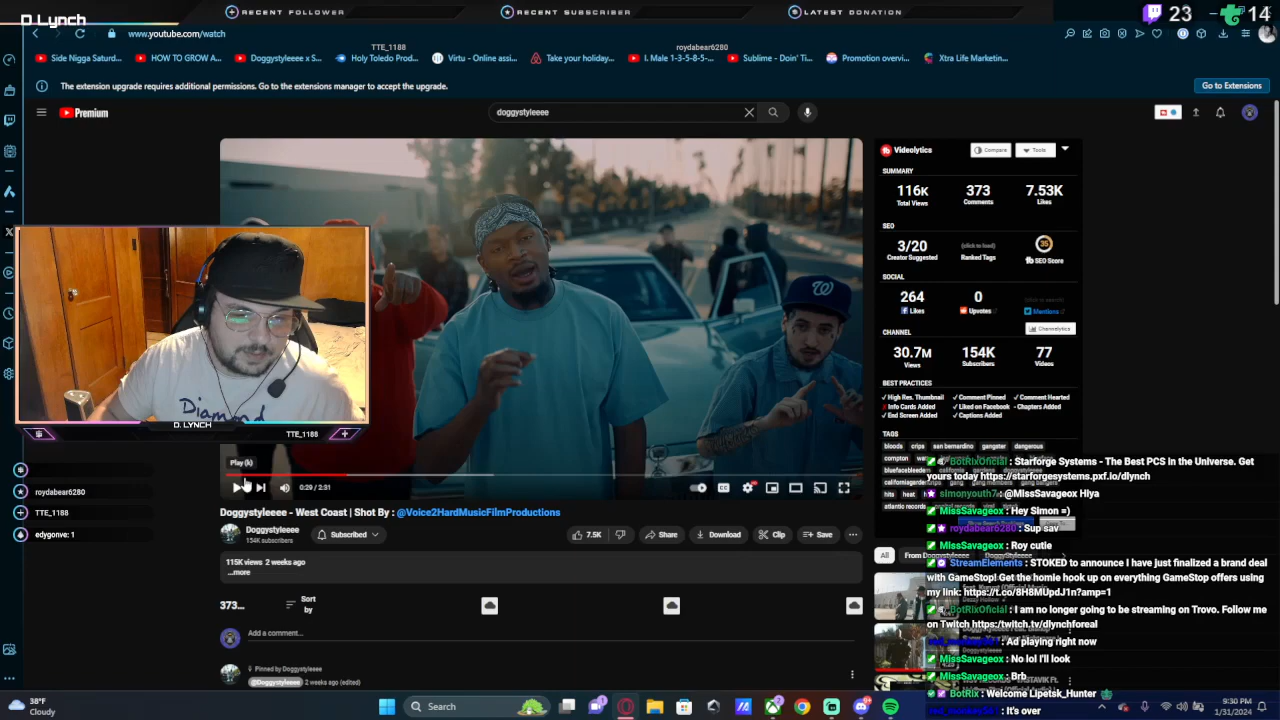 D Lynch
RECENT FOLLOWER
RECENT SUBSCRIBER
LATEST DONATION
23
14
www.youtube.com/watch
TTE_1188
roydabear6280
Side Nigga Saturd...
HOW TO GROW A...
Doggystyleeee x S...
Holy Toledo Prod...
Virtu - Online assi...
Take your holiday...
I. Male 1-3-5-8-5-...
Sublime - Doin' Ti...
Promotion overvi...
Xtra Life Marketin...
The extension upgrade requires additional permissions. Go to the extensions manager to accept the upgrade.
Go to Extensions
Premium
doggystyleeee
Videolytics
Compare
Tools
SUMMARY
116K
373
7.53K
Total Views
Comments
Likes
SEO
3/20
(click to load)
35
Creator Suggested
Ranked Tags
SEO Score
SOCIAL
264
0
Likes
Upvotes
Mentions
CHANNEL
Channelytics
30.7M
154K
77
Views
Subscribers
Videos
BEST PRACTICES
✓ High Res. Thumbnail
✓ Comment Pinned
✓ Comment Hearted
Info Cards Added
✓ Liked on Facebook
- Chapters Added
✓ End Screen Added
✓ Captions Added
TAGS
bloods
crips
san bernardino
gangster
dangerous
compton
W
Diamond
D. LYNCH
TTE_1188
Play (k)
0:29 / 2:31
CC
Doggystyleeee - West Coast | Shot By : @Voice2HardMusicFilmProductions
Doggystyleeee
154K subscribers
Subscribed
7.5K
Share
Download
Clip
Save
115K views 2 weeks ago
...more
373...
Sort
by
Add a comment...
Pinned by Doggystyleeee
@Doggystyleeee
2 weeks ago (edited)
roydabear6280
TTE_1188
edygonve: 1
All
From Doggystyleeee
BotRixOficial : Starforge Systems - The Best PCS in the Universe. Get
yours today https://starforgesystems.pxf.io/dlynch
simonyouth7 : @MissSavageox Hiya
MissSavageox : Hey Simon =)
roydabear6280 : Sup sav
MissSavageox : Roy cutie
StreamElements : STOKED to announce I have just finalized a brand deal
with GameStop! Get the homie hook up on everything GameStop offers using
my link: https://t.co/8H8MUpdJ1n?amp=1
BotRixOficial : I am no longer going to be streaming on Trovo. Follow me
on Twitch https:/twitch.tv/dlynchforeal
: Ad playing right now
MissSavageox : No lol I'll look
MissSavageox : Brb
BotRix : Welcome Lipetsk_Hunter
: It's over
38°F
Cloudy
Search
9:30 PM
1/31/2024